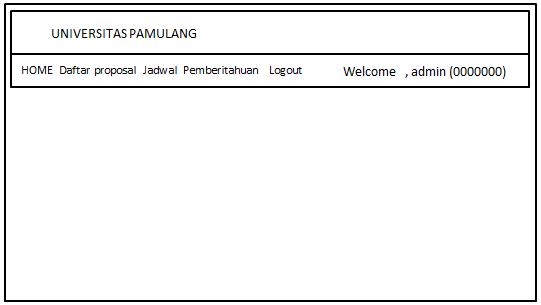 UNIVERSITAS PAMULANG
HOME Daftar proposal Jadwal Pemberitahuan Logout Welcome , admin (0000000)